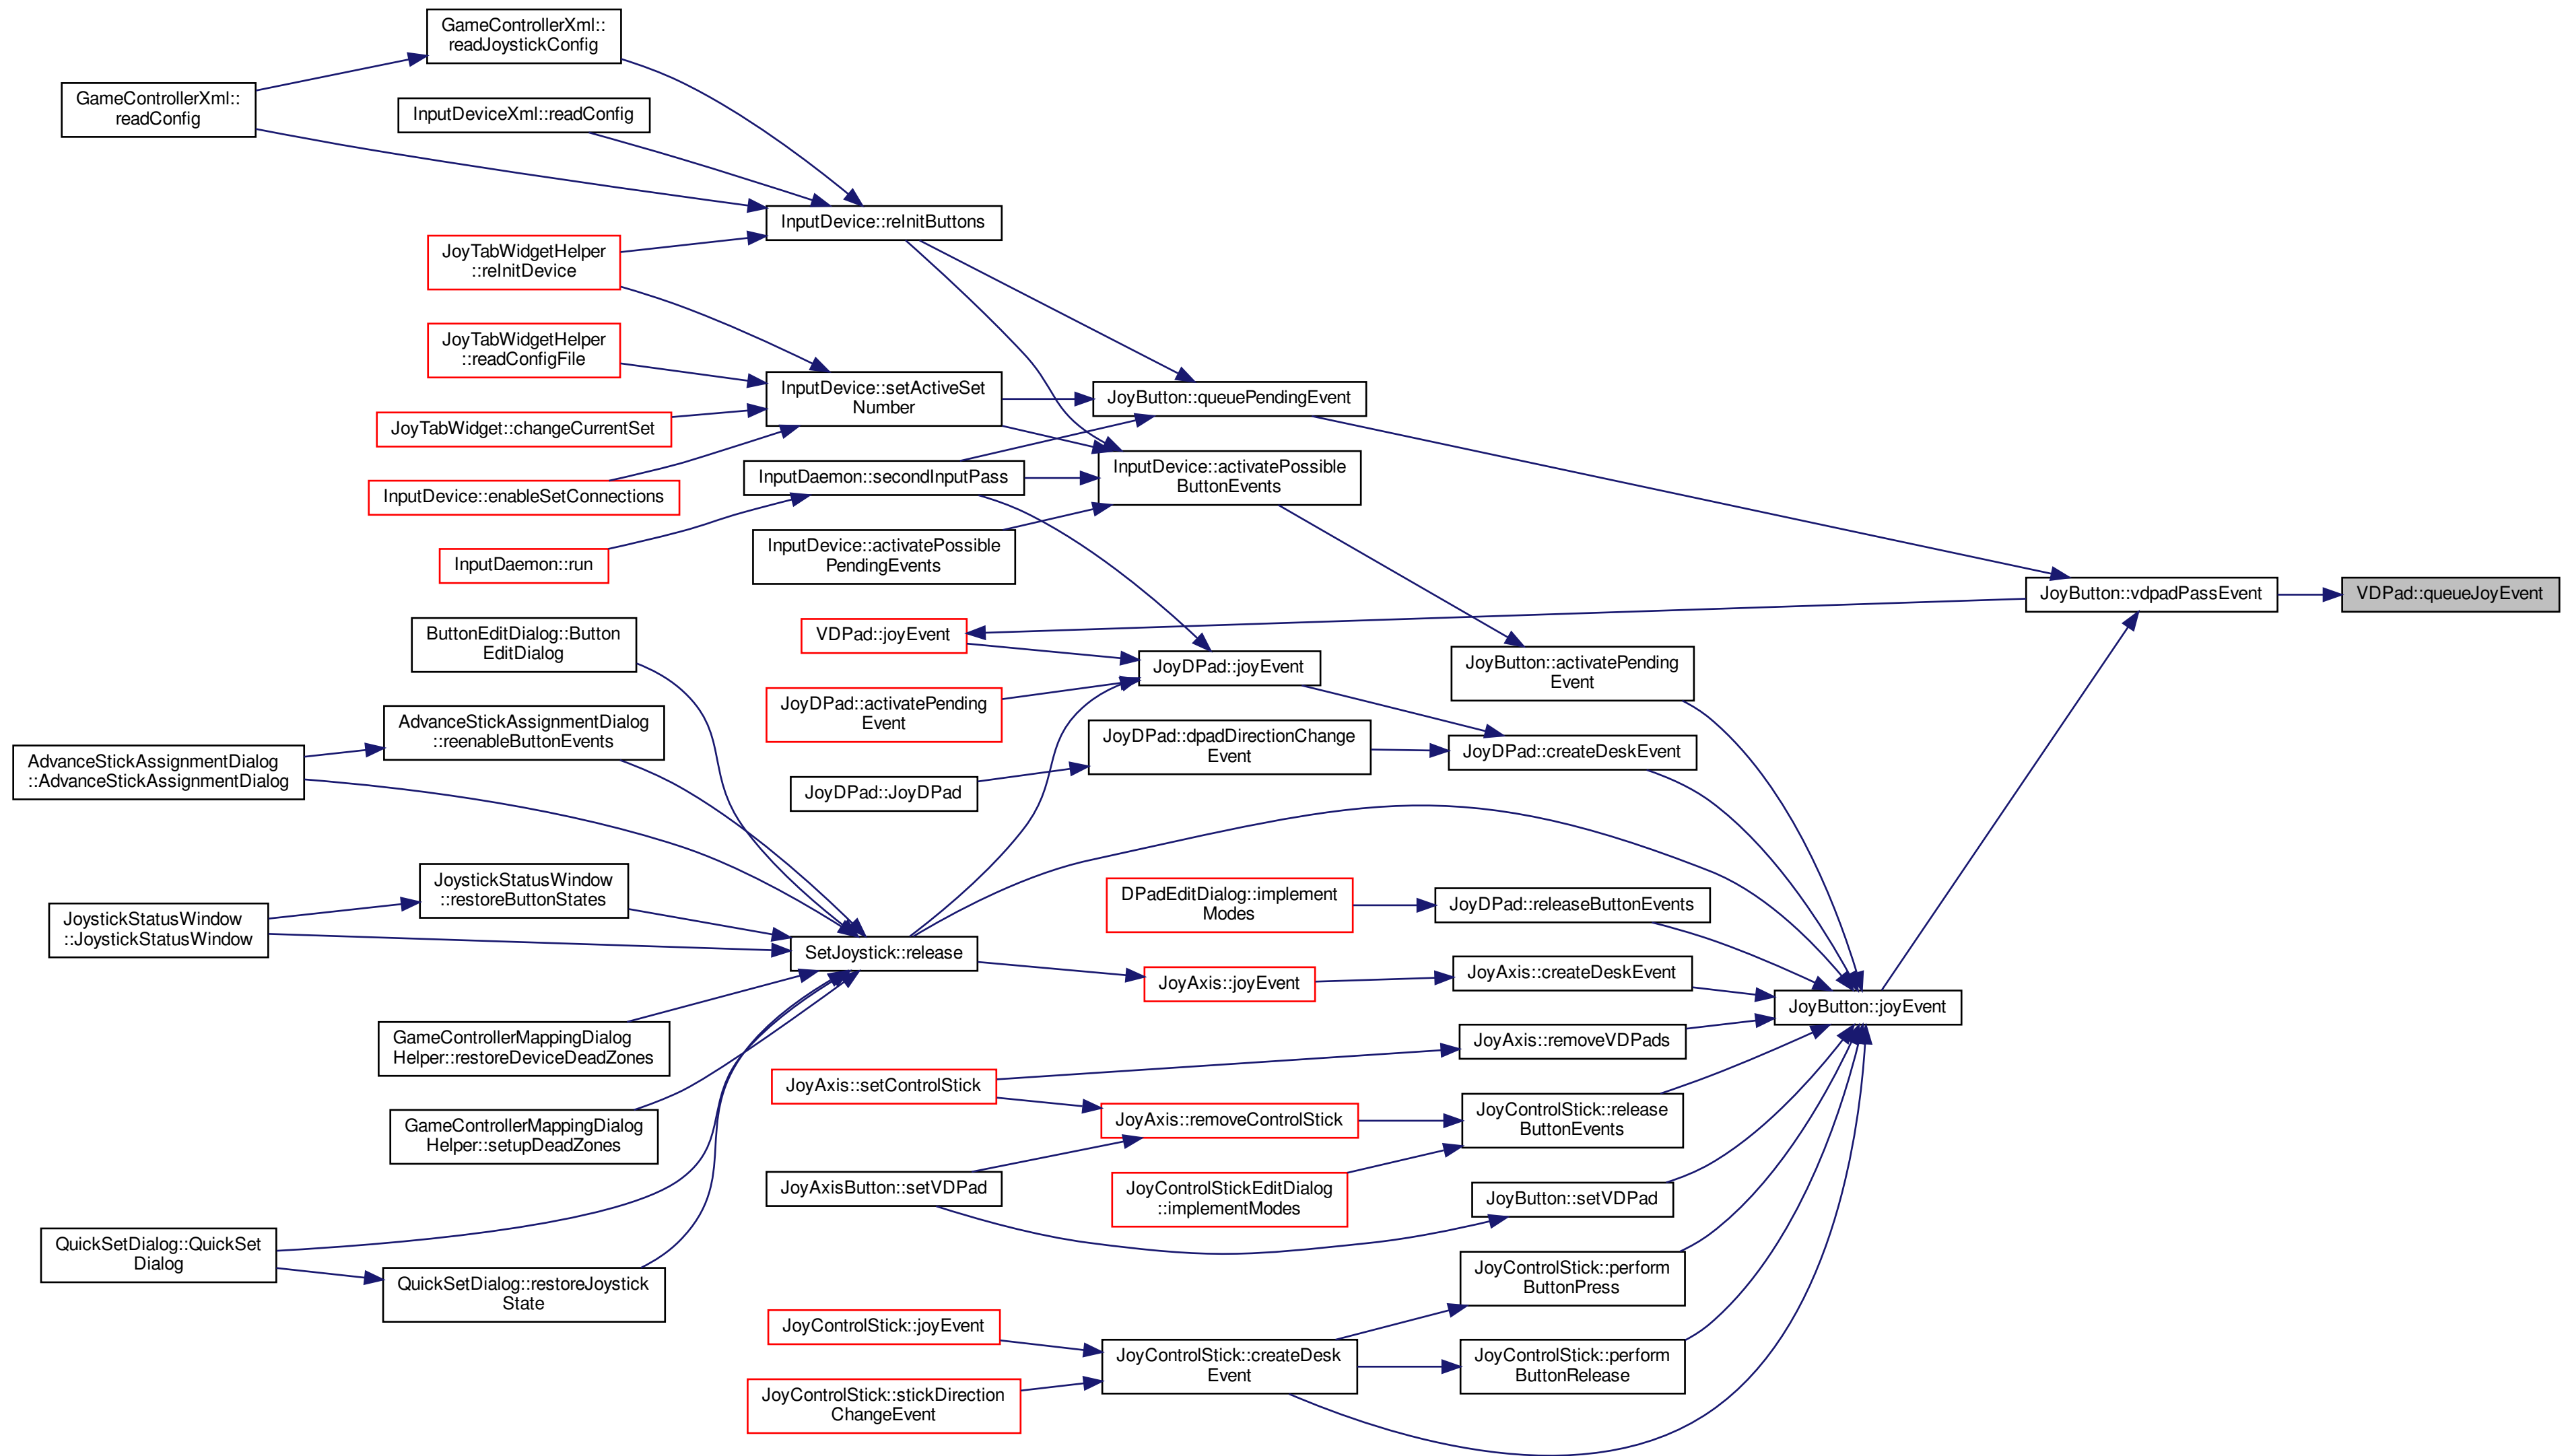 GameControllerXml::
readJoystickConfig
GameControllerXml::
readConfig
InputDeviceXml::readConfig
InputDevice::reInitButtons
JoyTabWidgetHelper
::reInitDevice
JoyTabWidgetHelper
::readConfigFile
InputDevice::setActiveSet
Number
JoyButton::queuePendingEvent
JoyTabWidget::changeCurrentSet
InputDevice::activatePossible
ButtonEvents
InputDaemon::secondInputPass
InputDevice::enableSetConnections
InputDevice::activatePossible
PendingEvents
InputDaemon::run
JoyButton::vdpadPassEvent
VDPad::queueJoyEvent
ButtonEditDialog::Button
EditDialog
VDPad::joyEvent
JoyDPad::joyEvent
JoyButton::activatePending
Event
JoyDPad::activatePending
Event
AdvanceStickAssignmentDialog
::reenableButtonEvents
JoyDPad::dpadDirectionChange
Event
JoyDPad::createDeskEvent
AdvanceStickAssignmentDialog
::AdvanceStickAssignmentDialog
JoyDPad::JoyDPad
JoystickStatusWindow
::restoreButtonStates
DPadEditDialog::implement
Modes
JoyDPad::releaseButtonEvents
JoystickStatusWindow
::JoystickStatusWindow
SetJoystick::release
JoyAxis::joyEvent
JoyAxis::createDeskEvent
JoyButton::joyEvent
GameControllerMappingDialog
Helper::restoreDeviceDeadZones
JoyAxis::removeVDPads
JoyAxis::setControlStick
JoyAxis::removeControlStick
JoyControlStick::release
ButtonEvents
GameControllerMappingDialog
Helper::setupDeadZones
JoyAxisButton::setVDPad
JoyControlStickEditDialog
::implementModes
JoyButton::setVDPad
QuickSetDialog::QuickSet
Dialog
QuickSetDialog::restoreJoystick
State
JoyControlStick::perform
ButtonPress
JoyControlStick::joyEvent
JoyControlStick::createDesk
Event
JoyControlStick::perform
ButtonRelease
JoyControlStick::stickDirection
ChangeEvent